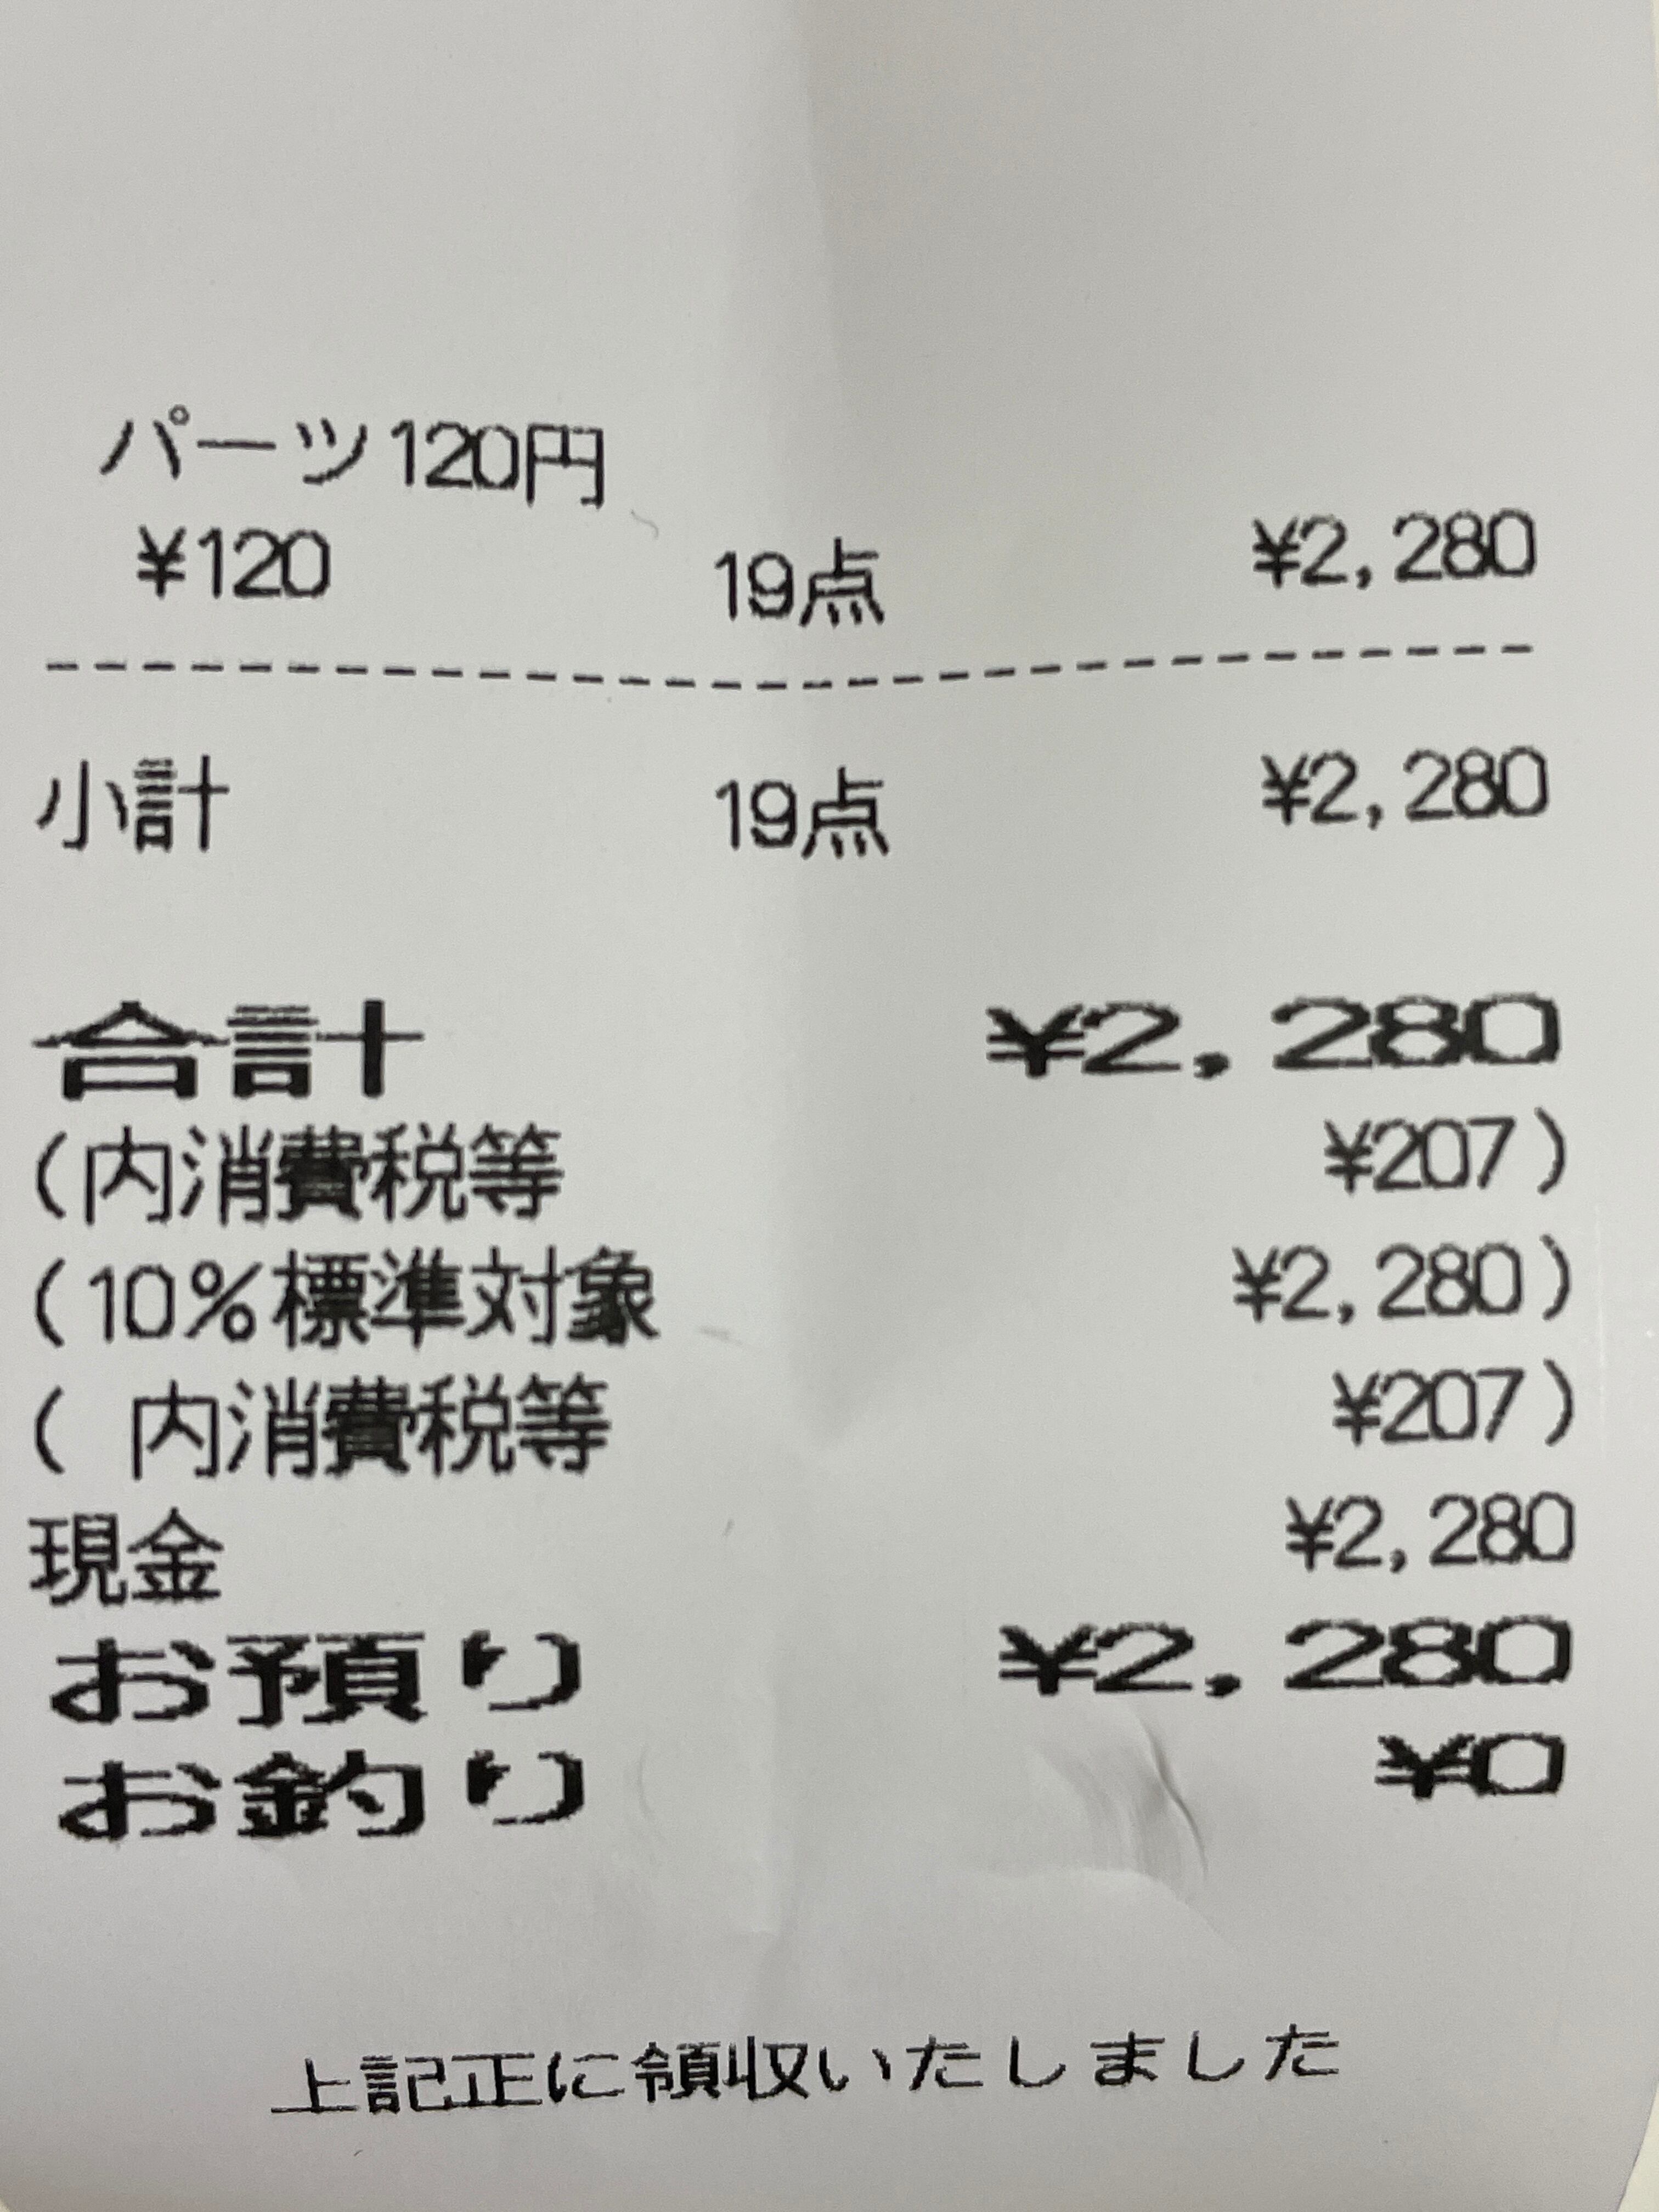 パーツ120円
¥120 19点 ¥2,280
小計 19点 ¥2,280
合計 ¥2,280
(内消費税等 ¥207)
(10%標準対象 ¥2,280)
( 内消費税等 ¥207)
現金 ¥2,280
お預り ¥2,280
お釣り ¥0
上記正に領収いたしました